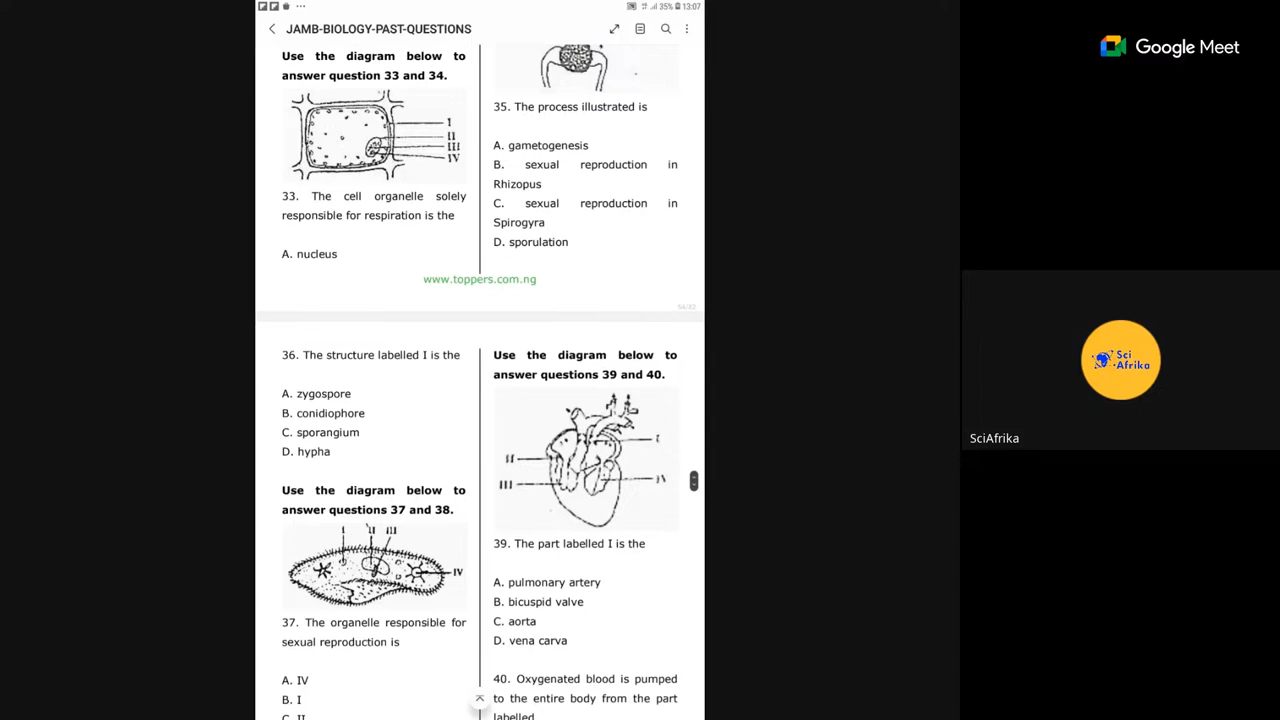 35% 13:07
JAMB-BIOLOGY-PAST-QUESTIONS
Use the diagram below to
answer question 33 and 34.
I
II
III
IV
33. The cell organelle solely
responsible for respiration is the
A. nucleus
35. The process illustrated is
A. gametogenesis
B. sexual reproduction in
Rhizopus
C. sexual reproduction in
Spirogyra
D. sporulation
www.toppers.com.ng
36. The structure labelled I is the
A. zygospore
B. conidiophore
C. sporangium
D. hypha
Use the diagram below to
answer questions 37 and 38.
I II III
IV
37. The organelle responsible for
sexual reproduction is
A. IV
B. I
C. II
Use the diagram below to
answer questions 39 and 40.
I
II
III
IV
39. The part labelled I is the
A. pulmonary artery
B. bicuspid valve
C. aorta
D. vena carva
40. Oxygenated blood is pumped
to the entire body from the part
labelled
Google Meet
Sci
-Afrika
SciAfrika